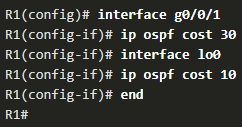 R1(config)# interface g0/0/1
R1(config-if)# ip ospf cost 30
R1(config-if)# interface lo0
R1(config-if)# ip ospf cost 10
R1(config-if)# end
R1#